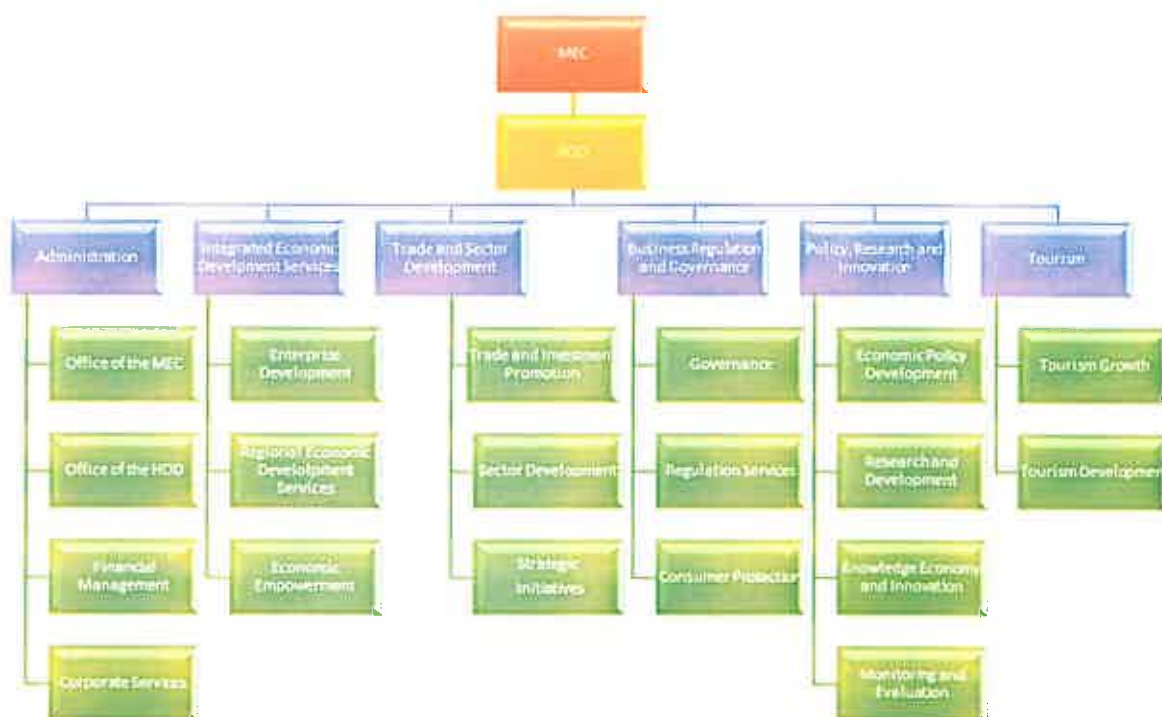 MEC
HOD
Administration
Integrated Economic
Development Services
Trade and Sector
Development
Business Regulation
and Governance
Policy, Research and
Innovation
Tourism
Office of the MEC
Office of the HOD
Financial
Management
Corporate Services
Enterprise
Development
Regional Economic
Development
Services
Economic
Empowerment
Trade and Investmen
Promotion
Sector Development
Strategic
Initiatives
Governance
Regulation Services
Consumer Protection
Economic Policy
Development
Research and
Development
Knowledge Economy
and Innovation
Monitoring and
Evaluation
Tourism Growth
Tourism Development